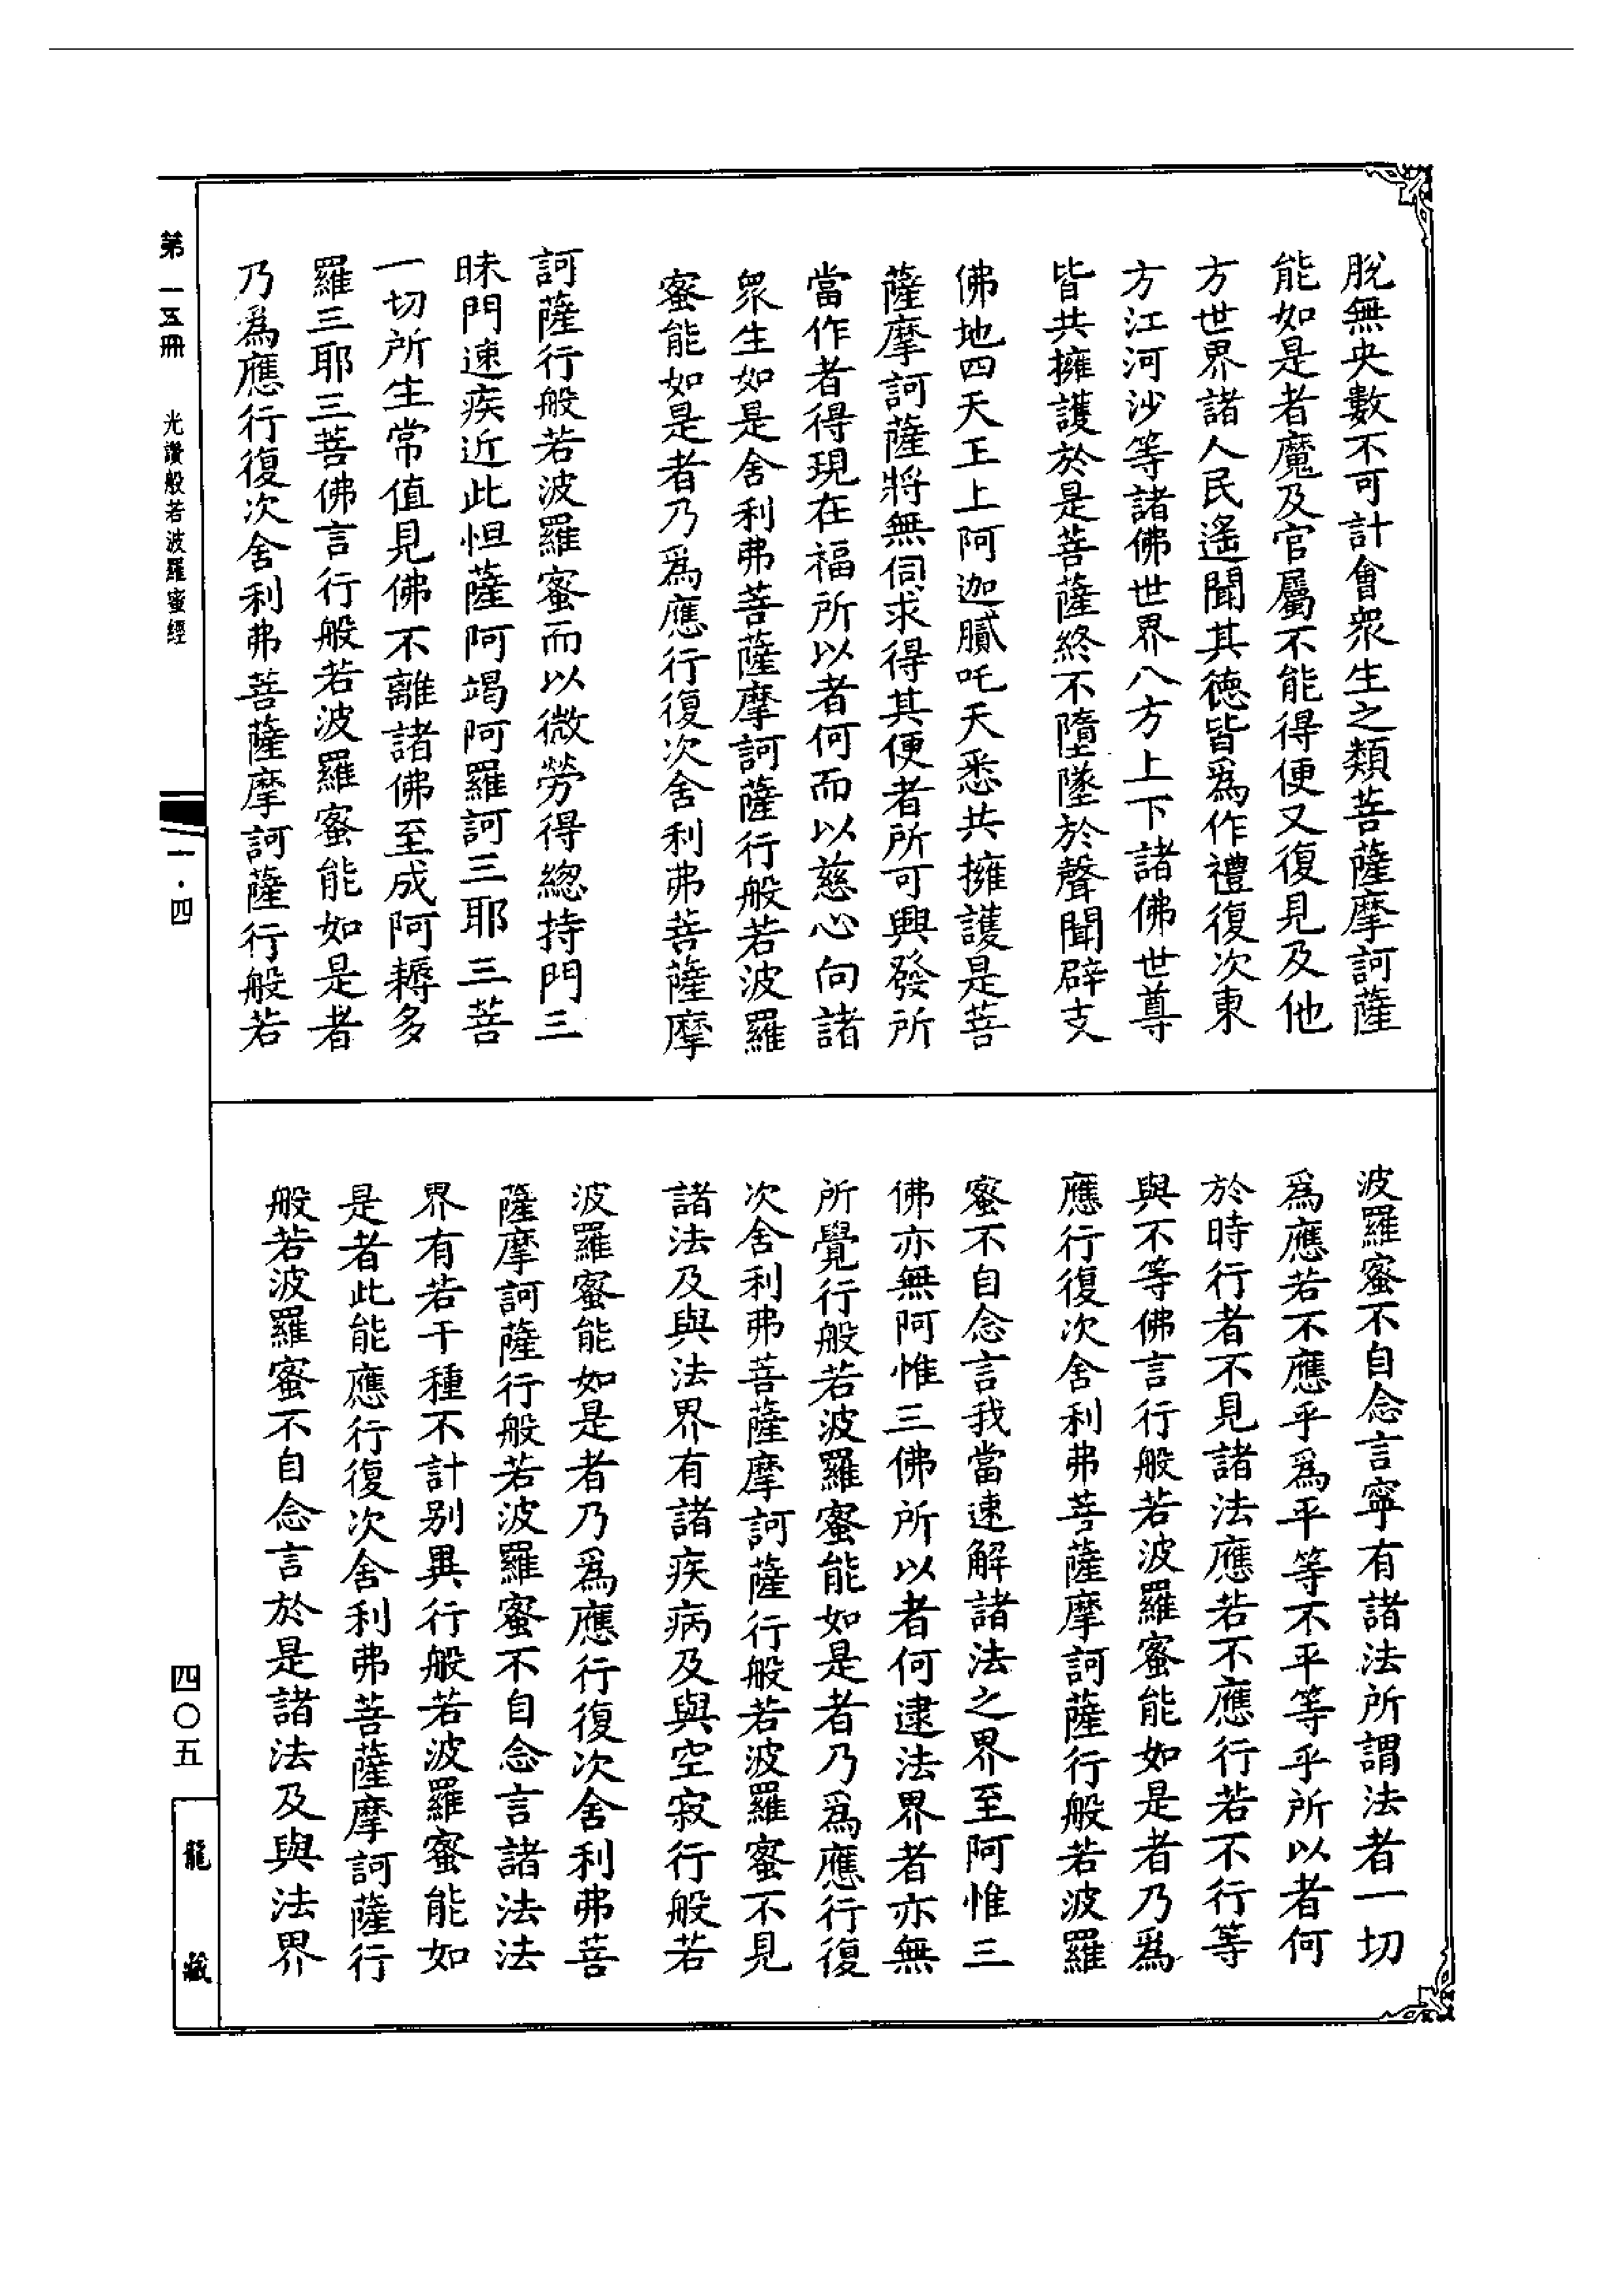 脫無央數不可計會衆生之類菩薩摩訶薩
能如是者魔及官屬不能得便又復見及他
方世界諸人民遙聞其德皆爲作禮復次東
方江河沙等諸佛世界八方上下諸佛世尊
皆共擁護於是菩薩終不墮墜於聲聞辟支
佛地四天王上阿迦膩吒天悉共擁護是菩
薩摩訶薩將無伺求得其便者所可興發所
當作者得現在福所以者何而以慈心向諸
衆生如是舍利弗菩薩摩訶薩行般若波羅
蜜能如是者乃爲應行復次舍利弗菩薩摩
訶薩行般若波羅蜜而以微勞得總持門三
昧門速疾近此怛薩阿竭阿羅訶三耶三菩
一切所生常值見佛不離諸佛至成阿耨多
羅三耶三菩佛言行般若波羅蜜能如是者
乃爲應行復次舍利弗菩薩摩訶薩行般若
波羅蜜不自念言寧有諸法所謂法者一切
爲應若不應乎爲平等不平等乎所以者何
於時行者不見諸法應若不應行若不行等
與不等佛言行般若波羅蜜能如是者乃爲
應行復次舍利弗菩薩摩訶薩行般若波羅
蜜不自念言我當速解諸法之界至阿惟三
佛亦無阿惟三佛所以者何逮法界者亦無
所覺行般若波羅蜜能如是者乃爲應行復
次舍利弗菩薩摩訶薩行般若波羅蜜不見
諸法及與法界有諸疾病及與空寂行般若
波羅蜜能如是者乃爲應行復次舍利弗菩
薩摩訶薩行般若波羅蜜不自念言諸法法
界有若干種不計别異行般若波羅蜜能如
是者此能應行復次舍利弗菩薩摩訶薩行
般若波羅蜜不自念言於是諸法及與法界
第一五冊 光讚般若波羅蜜經 一·四
四〇五
龍藏